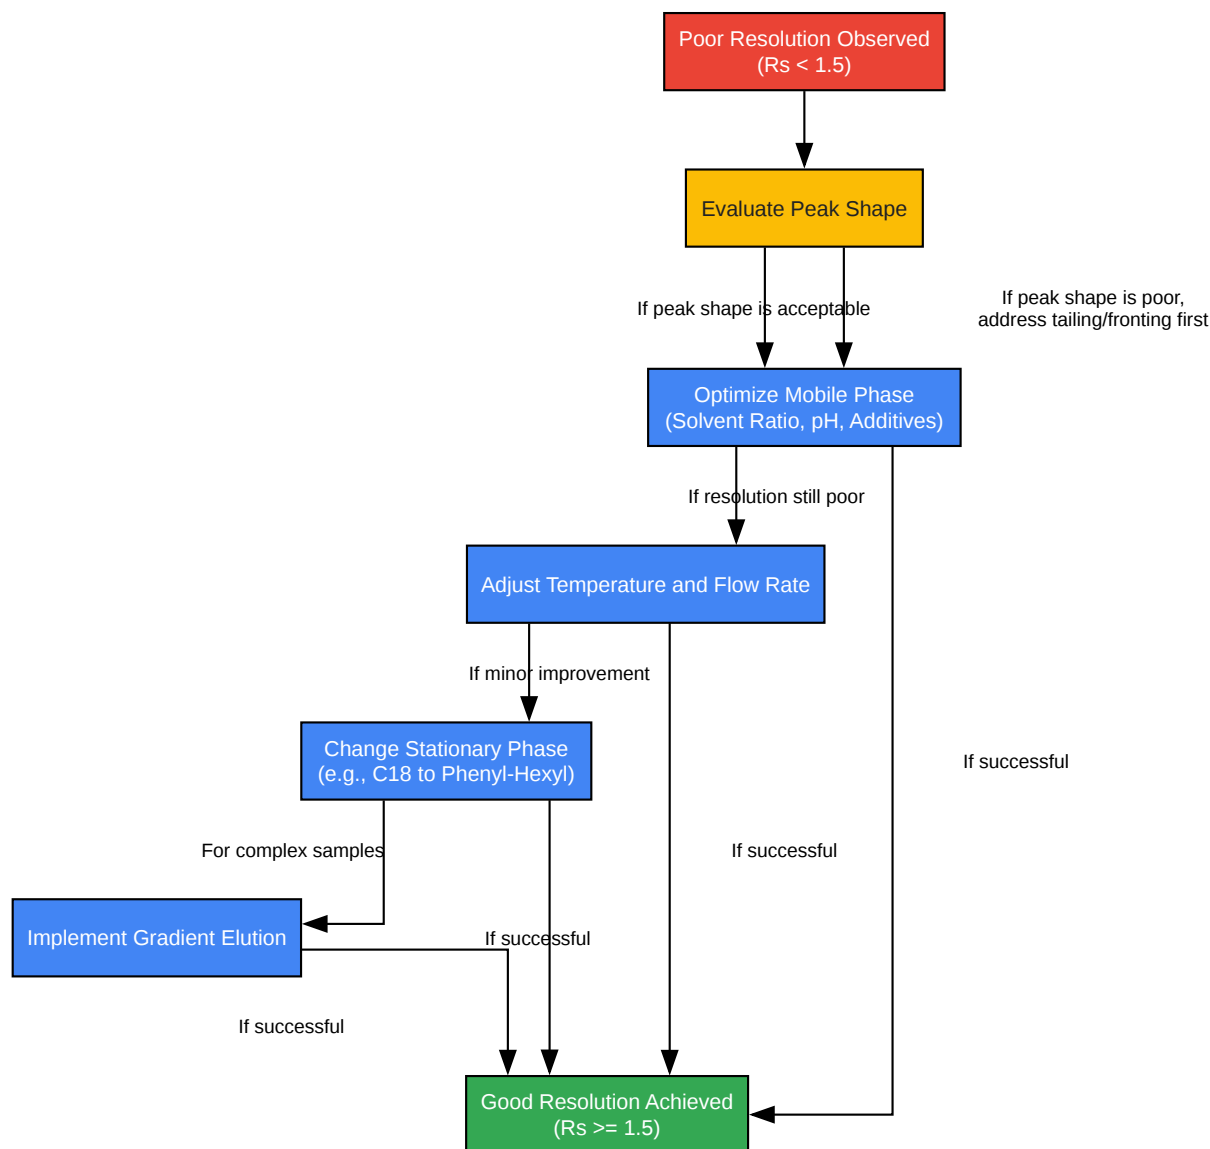 Poor Resolution Observed
(Rs < 1.5)
Evaluate Peak Shape
If peak shape is acceptable
If peak shape is poor,
address tailing/fronting first
Optimize Mobile Phase
(Solvent Ratio, pH, Additives)
If resolution still poor
Adjust Temperature and Flow Rate
If minor improvement
Change Stationary Phase
(e.g., C18 to Phenyl-Hexyl)
If successful
For complex samples
If successful
Implement Gradient Elution
If successful
If successful
Good Resolution Achieved
(Rs >= 1.5)